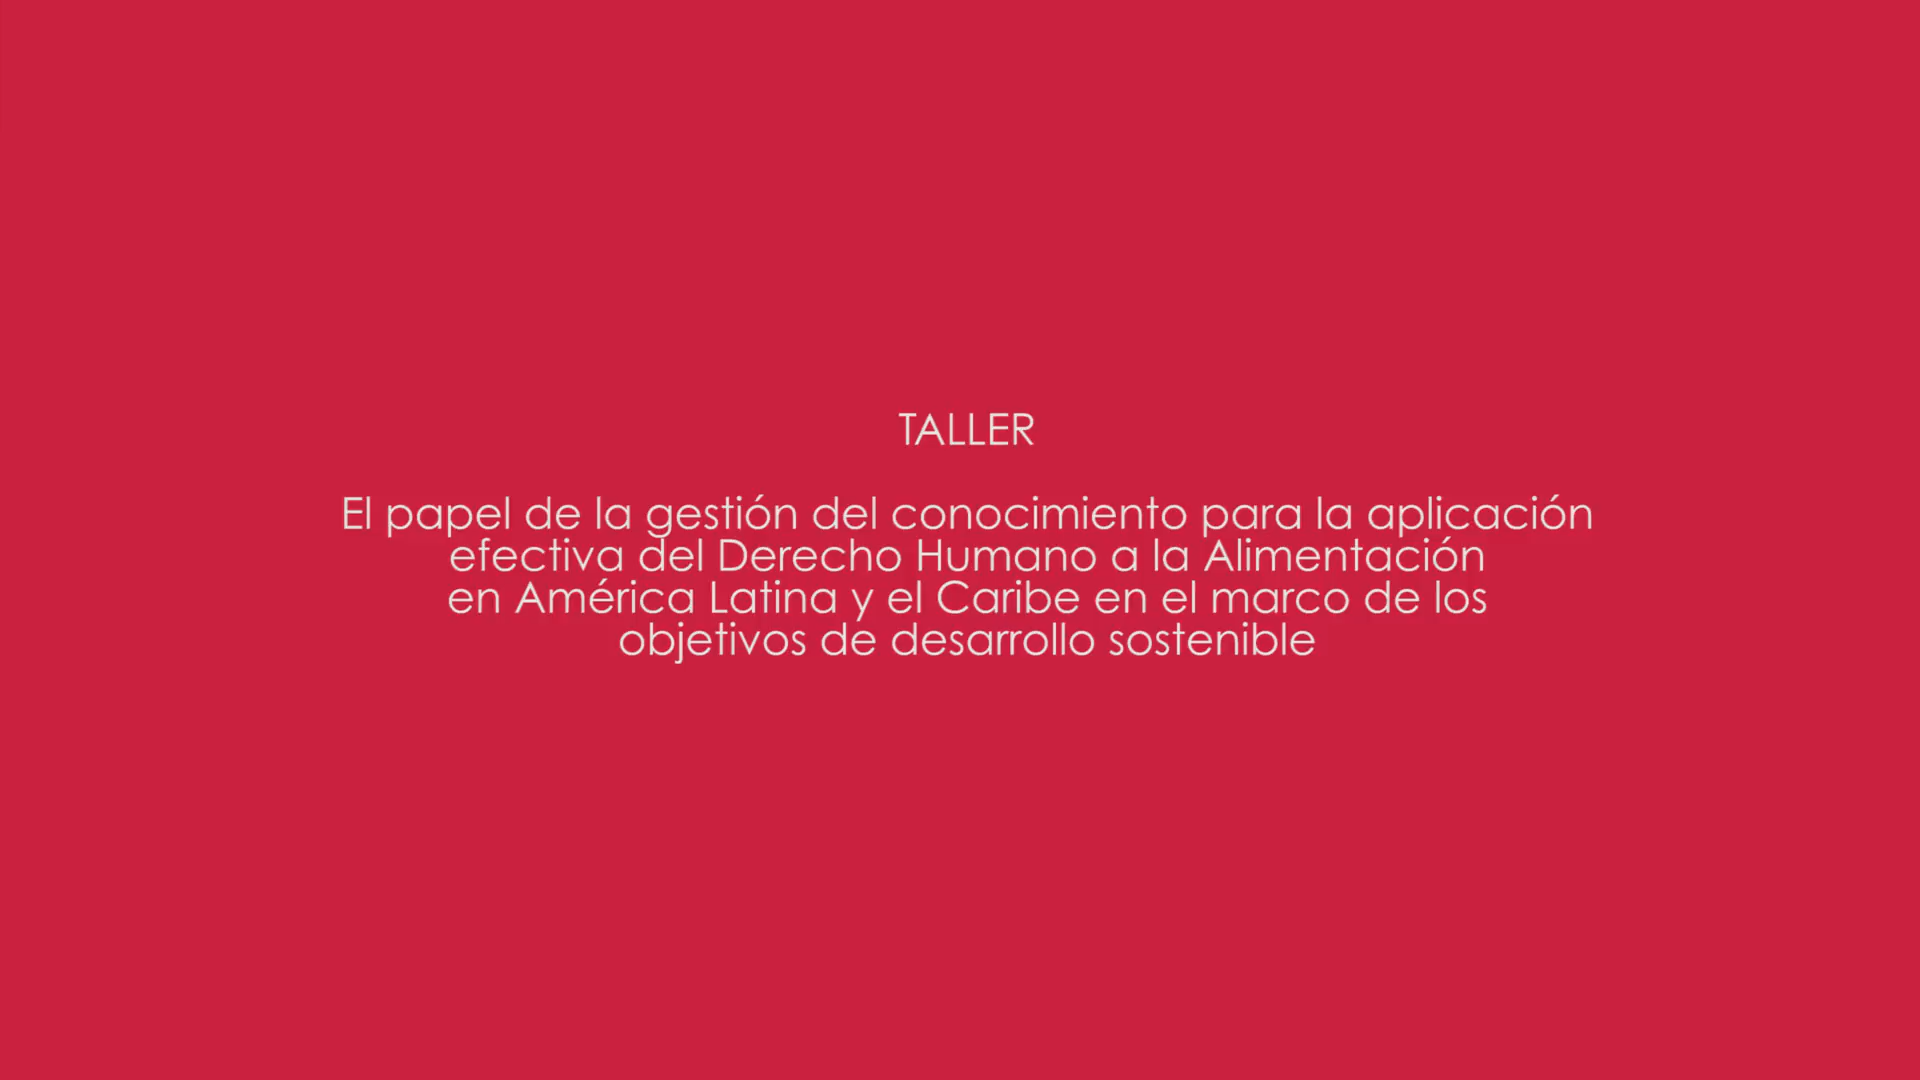 TALLER
El papel de la gestión del conocimiento para la aplicación
efectiva del Derecho Humano a la Alimentación
en América Latina y el Caribe en el marco de los
objetivos de desarrollo sostenible